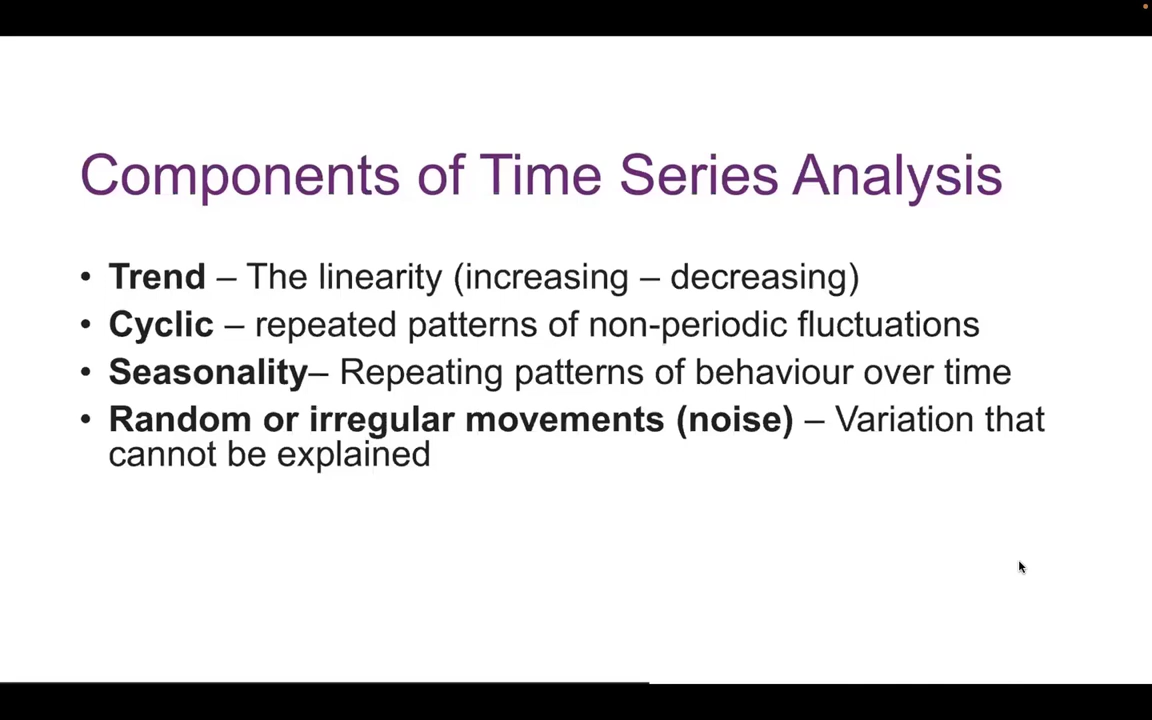 Components of Time Series Analysis
• Trend – The linearity (increasing – decreasing)
• Cyclic – repeated patterns of non-periodic fluctuations
• Seasonality– Repeating patterns of behaviour over time
• Random or irregular movements (noise) – Variation that
cannot be explained